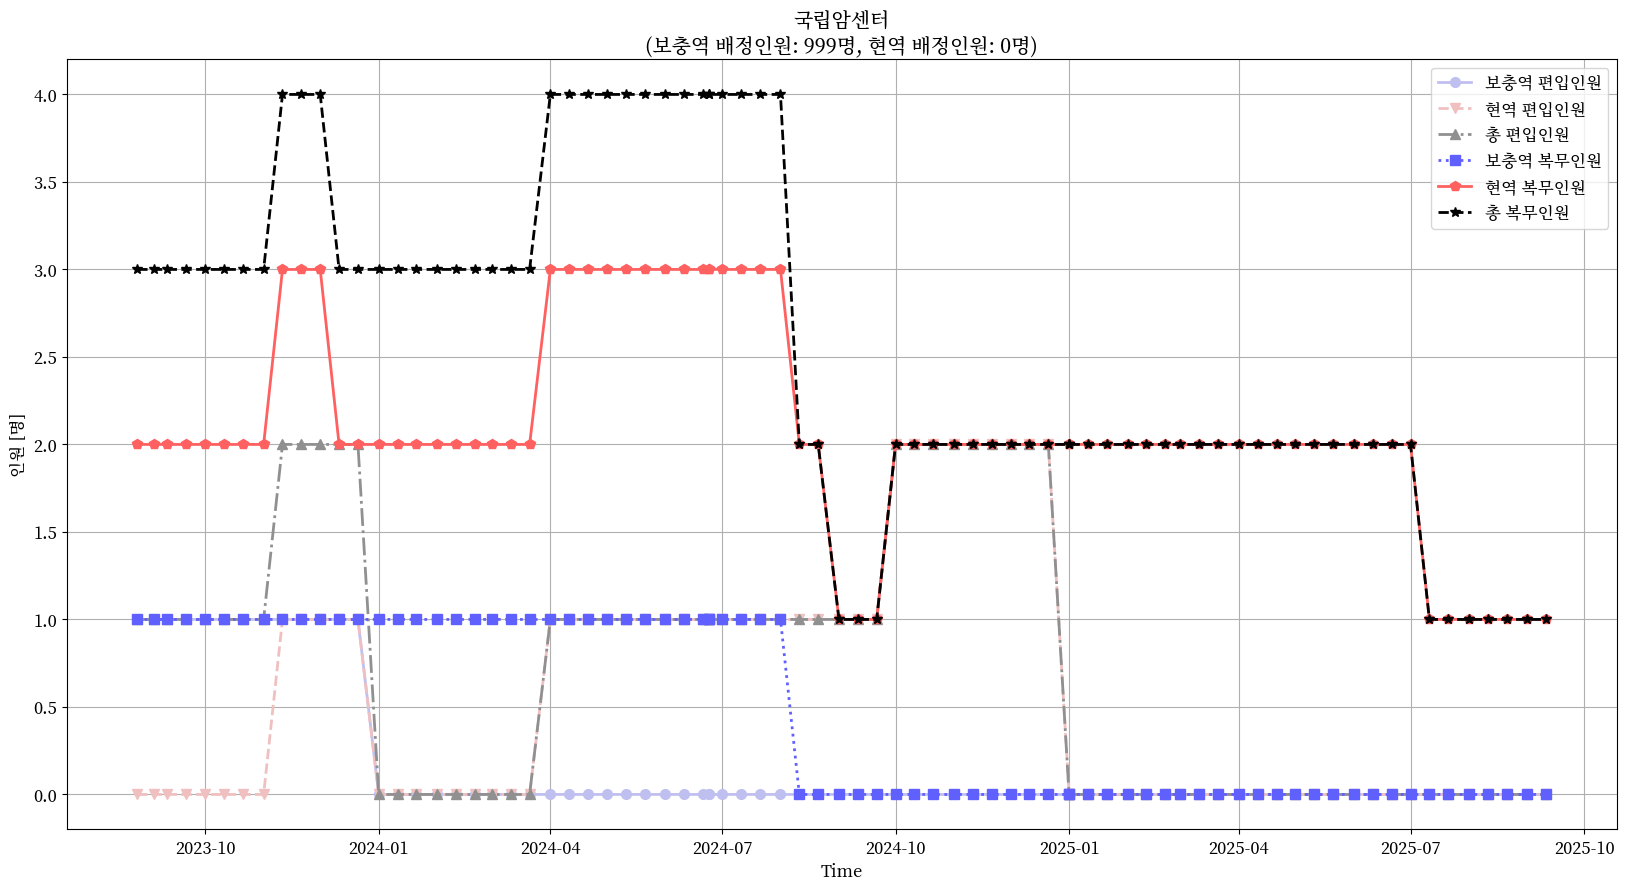 국립암센터
(보충역 배정인원: 999명, 현역 배정인원: 0명)
보충역 편입인원
현역 편입인원
총 편입인원
보충역 복무인원
현역 복무인원
총 복무인원
인원 [명]
4.0
3.5
3.0
2.5
2.0
1.5
1.0
0.5
0.0
2023-10
2024-01
2024-04
2024-07
2024-10
2025-01
2025-04
2025-07
2025-10
Time